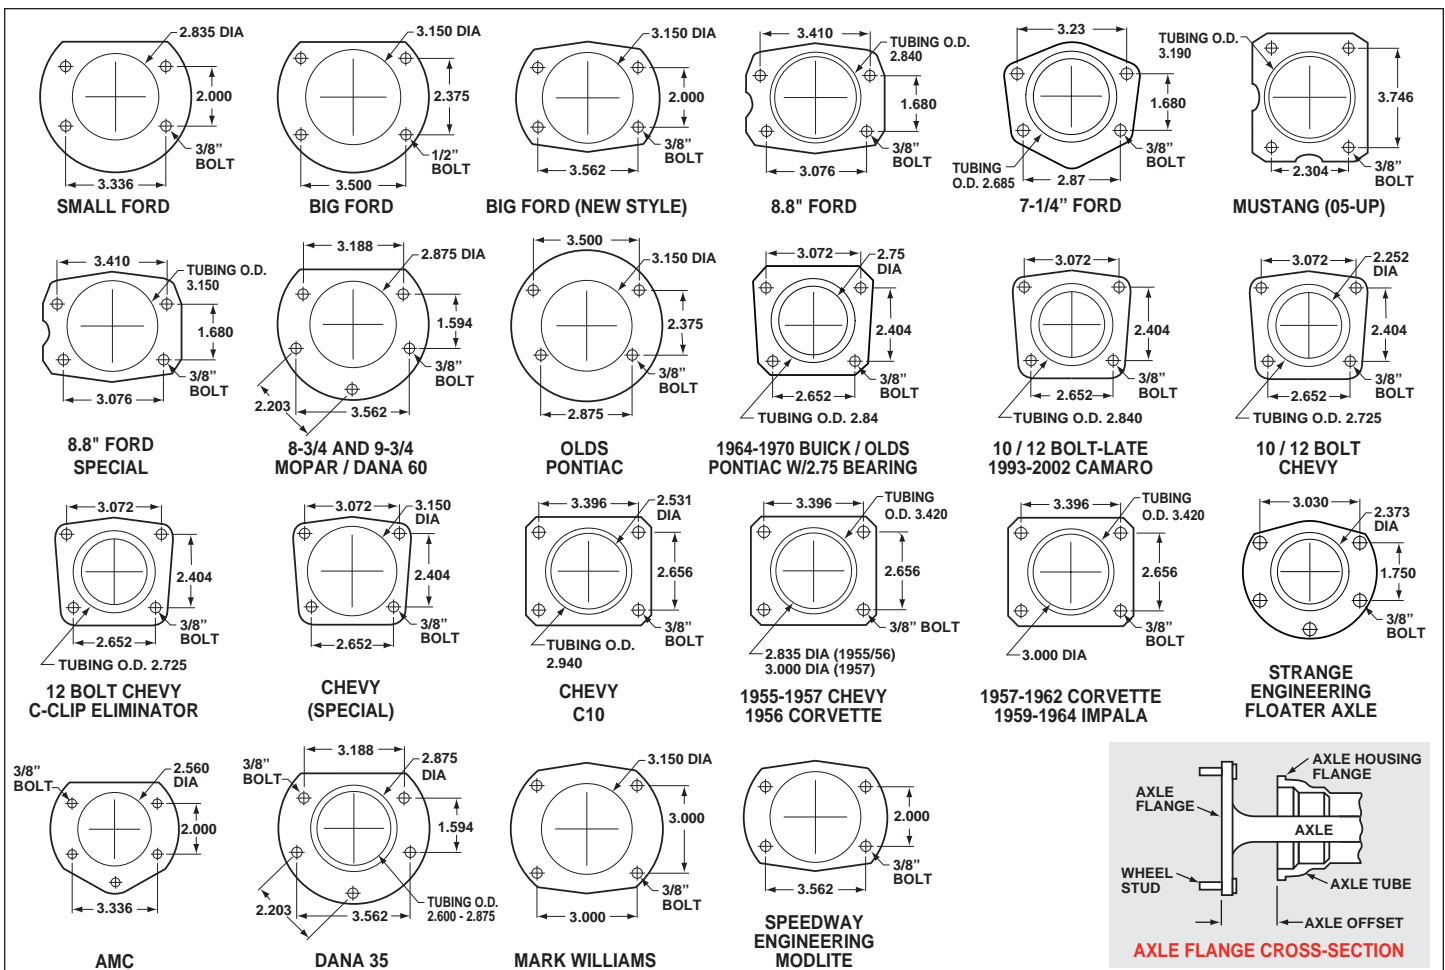 2.835 DIA
2.000
3/8”
BOLT
3.336
SMALL FORD
3.150 DIA
2.375
1/2”
BOLT
3.500
BIG FORD
3.150 DIA
2.000
3/8”
BOLT
3.562
BIG FORD (NEW STYLE)
3.410
TUBING O.D.
2.840
1.680
3/8”
BOLT
3.076
8.8" FORD
3.23
1.680
3/8”
BOLT
TUBING
O.D. 2.685
2.87
7-1/4” FORD
TUBING O.D.
3.190
3.746
3/8”
BOLT
2.304
MUSTANG (05-UP)
3.410
TUBING O.D.
3.150
1.680
3/8”
BOLT
3.076
8.8" FORD
SPECIAL
3.188
2.875 DIA
1.594
3/8”
BOLT
2.203
3.562
8-3/4 AND 9-3/4
MOPAR / DANA 60
3.500
3.150 DIA
2.375
3/8”
BOLT
2.875
OLDS
PONTIAC
3.072
2.75
DIA
2.404
3/8”
BOLT
2.652
TUBING O.D. 2.84
1964-1970 BUICK / OLDS
PONTIAC W/2.75 BEARING
3.072
2.404
3/8”
BOLT
2.652
TUBING O.D. 2.840
10 / 12 BOLT-LATE
1993-2002 CAMARO
3.072
2.252
DIA
2.404
3/8”
BOLT
2.652
TUBING O.D. 2.725
10 / 12 BOLT
CHEVY
3.072
2.404
3/8”
BOLT
2.652
TUBING O.D. 2.725
12 BOLT CHEVY
C-CLIP ELIMINATOR
3.072
3.150
DIA
2.404
3/8”
BOLT
2.652
CHEVY
(SPECIAL)
3.396
2.531
DIA
2.656
3/8”
BOLT
TUBING O.D.
2.940
CHEVY
C10
3.396
TUBING
O.D. 3.420
2.656
3/8” BOLT
2.835 DIA (1955/56)
3.000 DIA (1957)
1955-1957 CHEVY
1956 CORVETTE
3.396
TUBING
O.D. 3.420
2.656
3/8”
BOLT
3.000 DIA
1957-1962 CORVETTE
1959-1964 IMPALA
3.030
2.373
DIA
1.750
3/8”
BOLT
STRANGE
ENGINEERING
FLOATER AXLE
3/8”
BOLT
2.560
DIA
2.000
3.336
AMC
3/8”
BOLT
3.188
2.875
DIA
1.594
2.203
3.562
TUBING O.D.
2.600 - 2.875
DANA 35
3.150 DIA
3.000
3/8”
BOLT
3.000
MARK WILLIAMS
2.000
3/8”
BOLT
3.562
SPEEDWAY
ENGINEERING
MODLITE
AXLE HOUSING
FLANGE
AXLE
FLANGE
AXLE
WHEEL
STUD
AXLE TUBE
AXLE OFFSET
AXLE FLANGE CROSS-SECTION